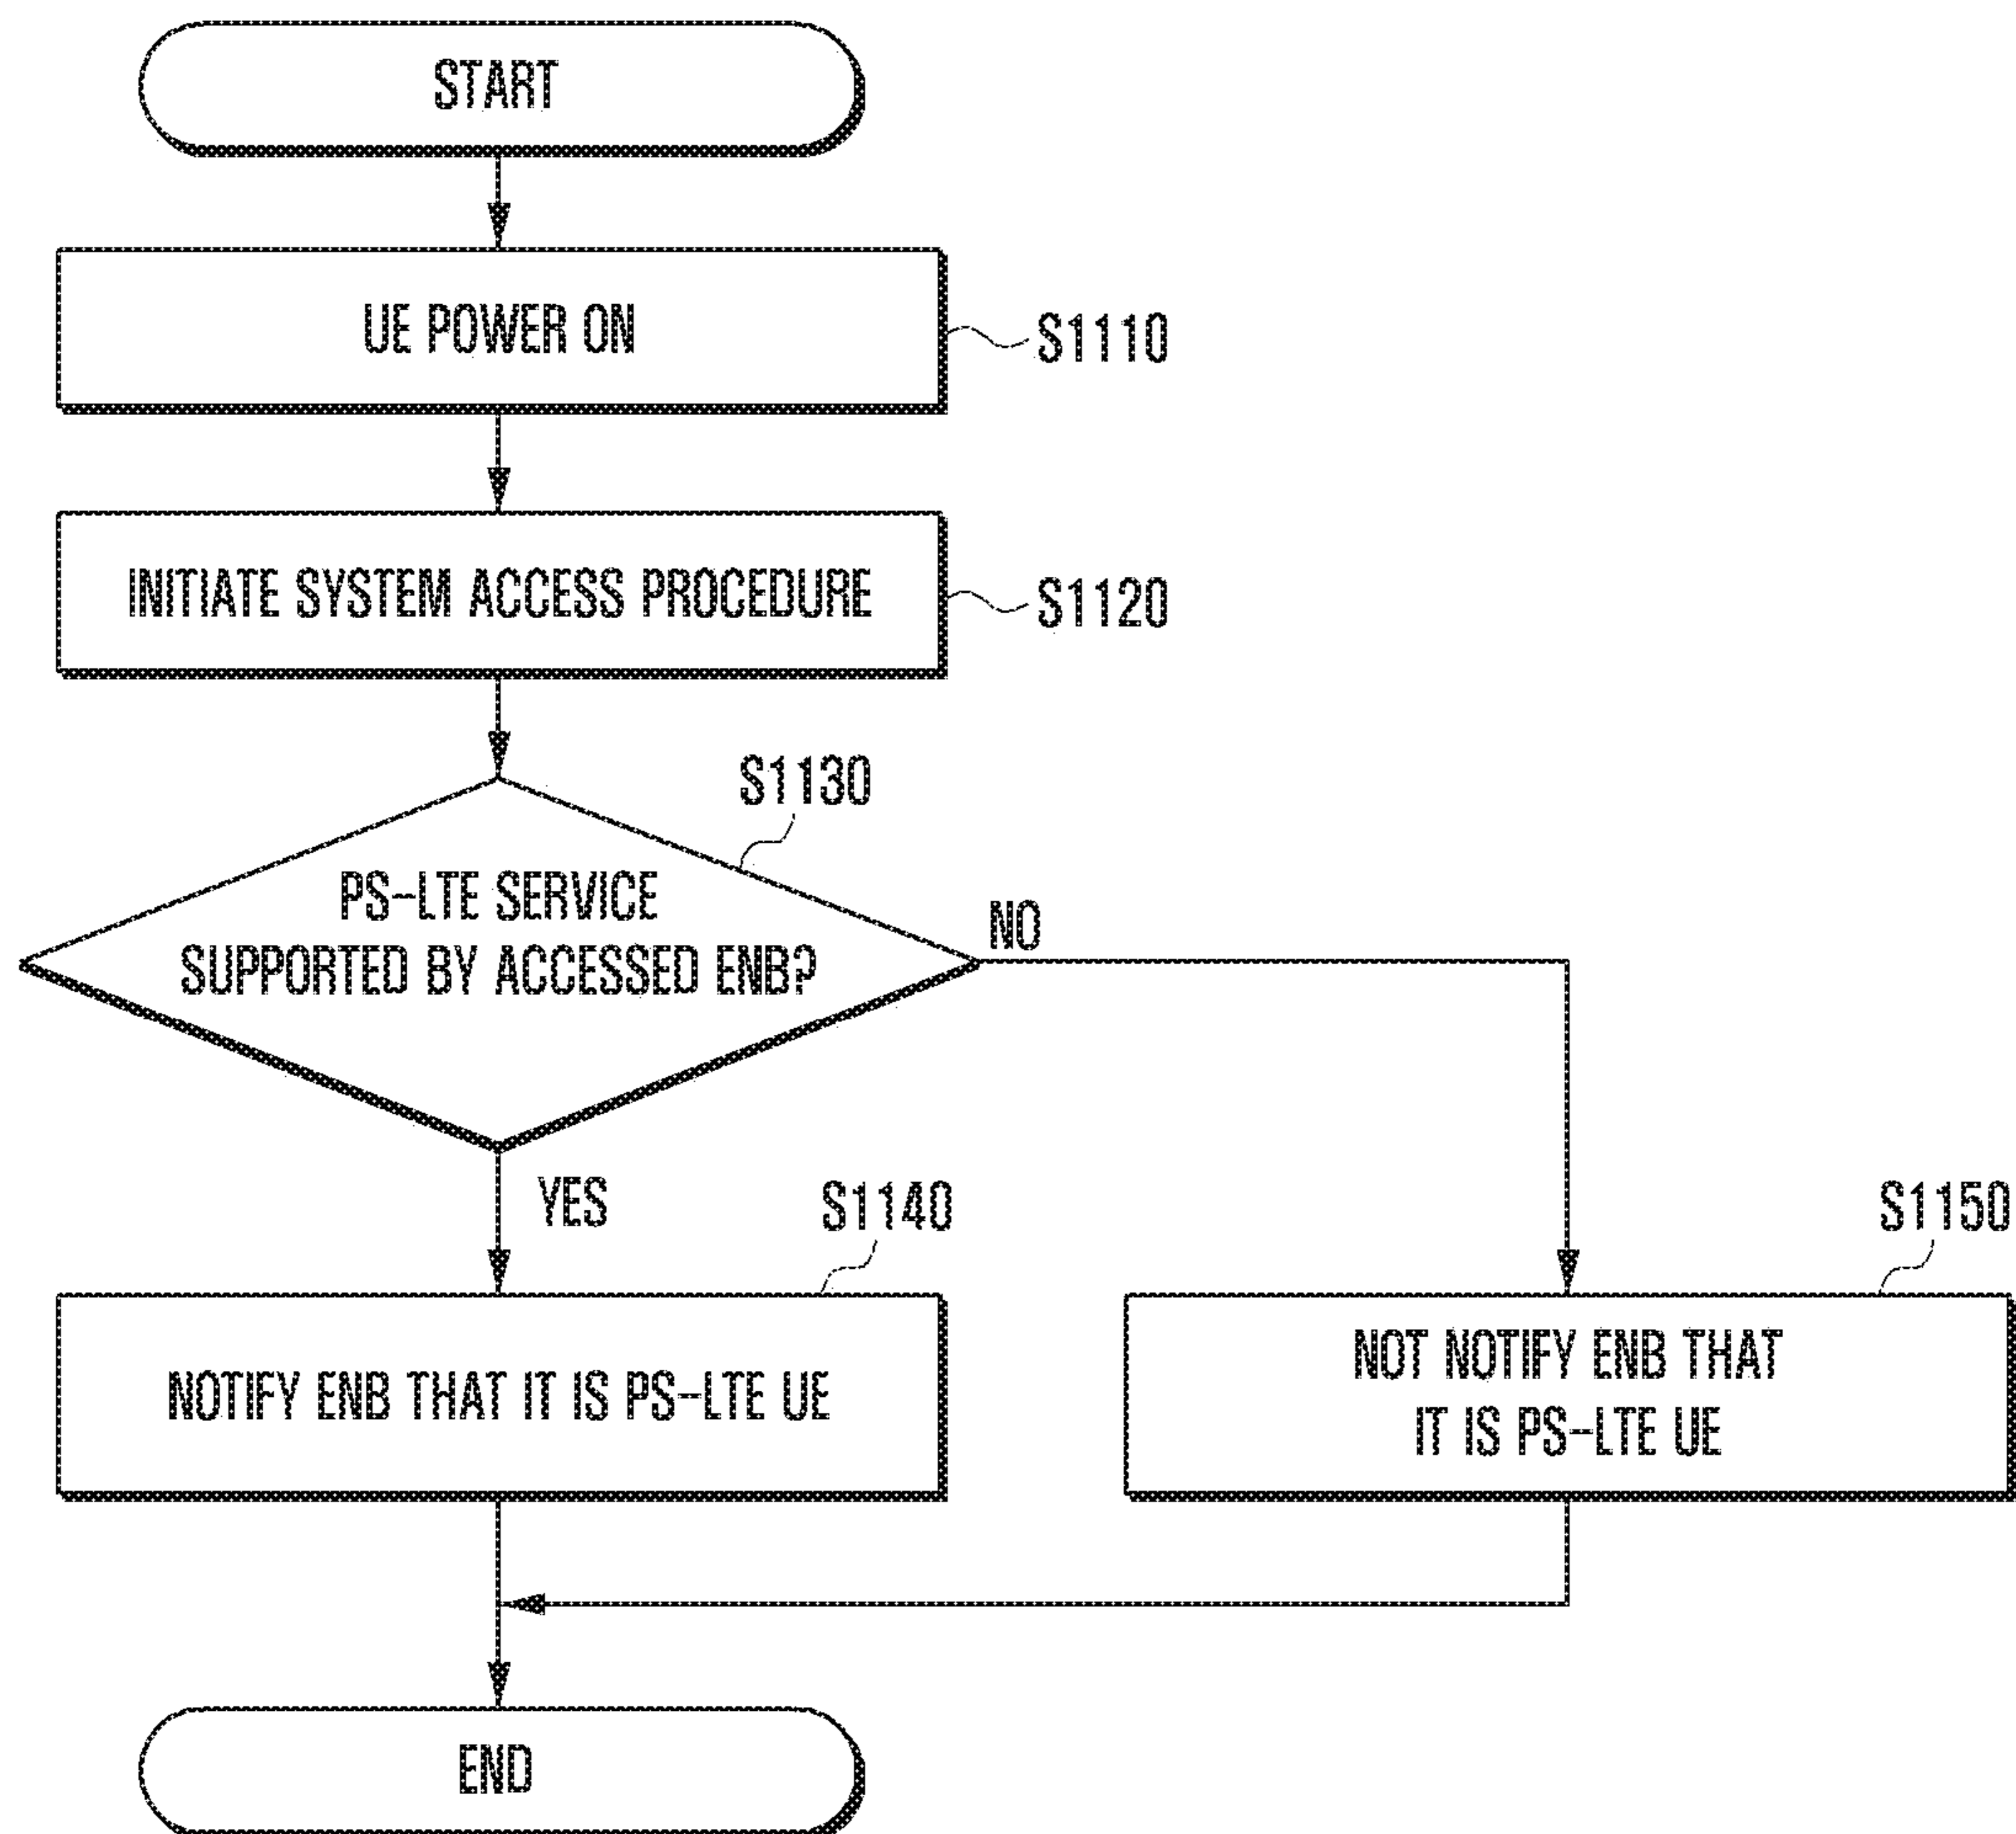 START
UE POWER ON
S1110
INITIATE SYSTEM ACCESS PROCEDURE
S1120
S1130
PS-LTE SERVICE
SUPPORTED BY ACCESSED ENB?
NO
YES
S1140
S1150
NOTIFY ENB THAT IT IS PS-LTE UE
NOT NOTIFY ENB THAT
IT IS PS-LTE UE
END